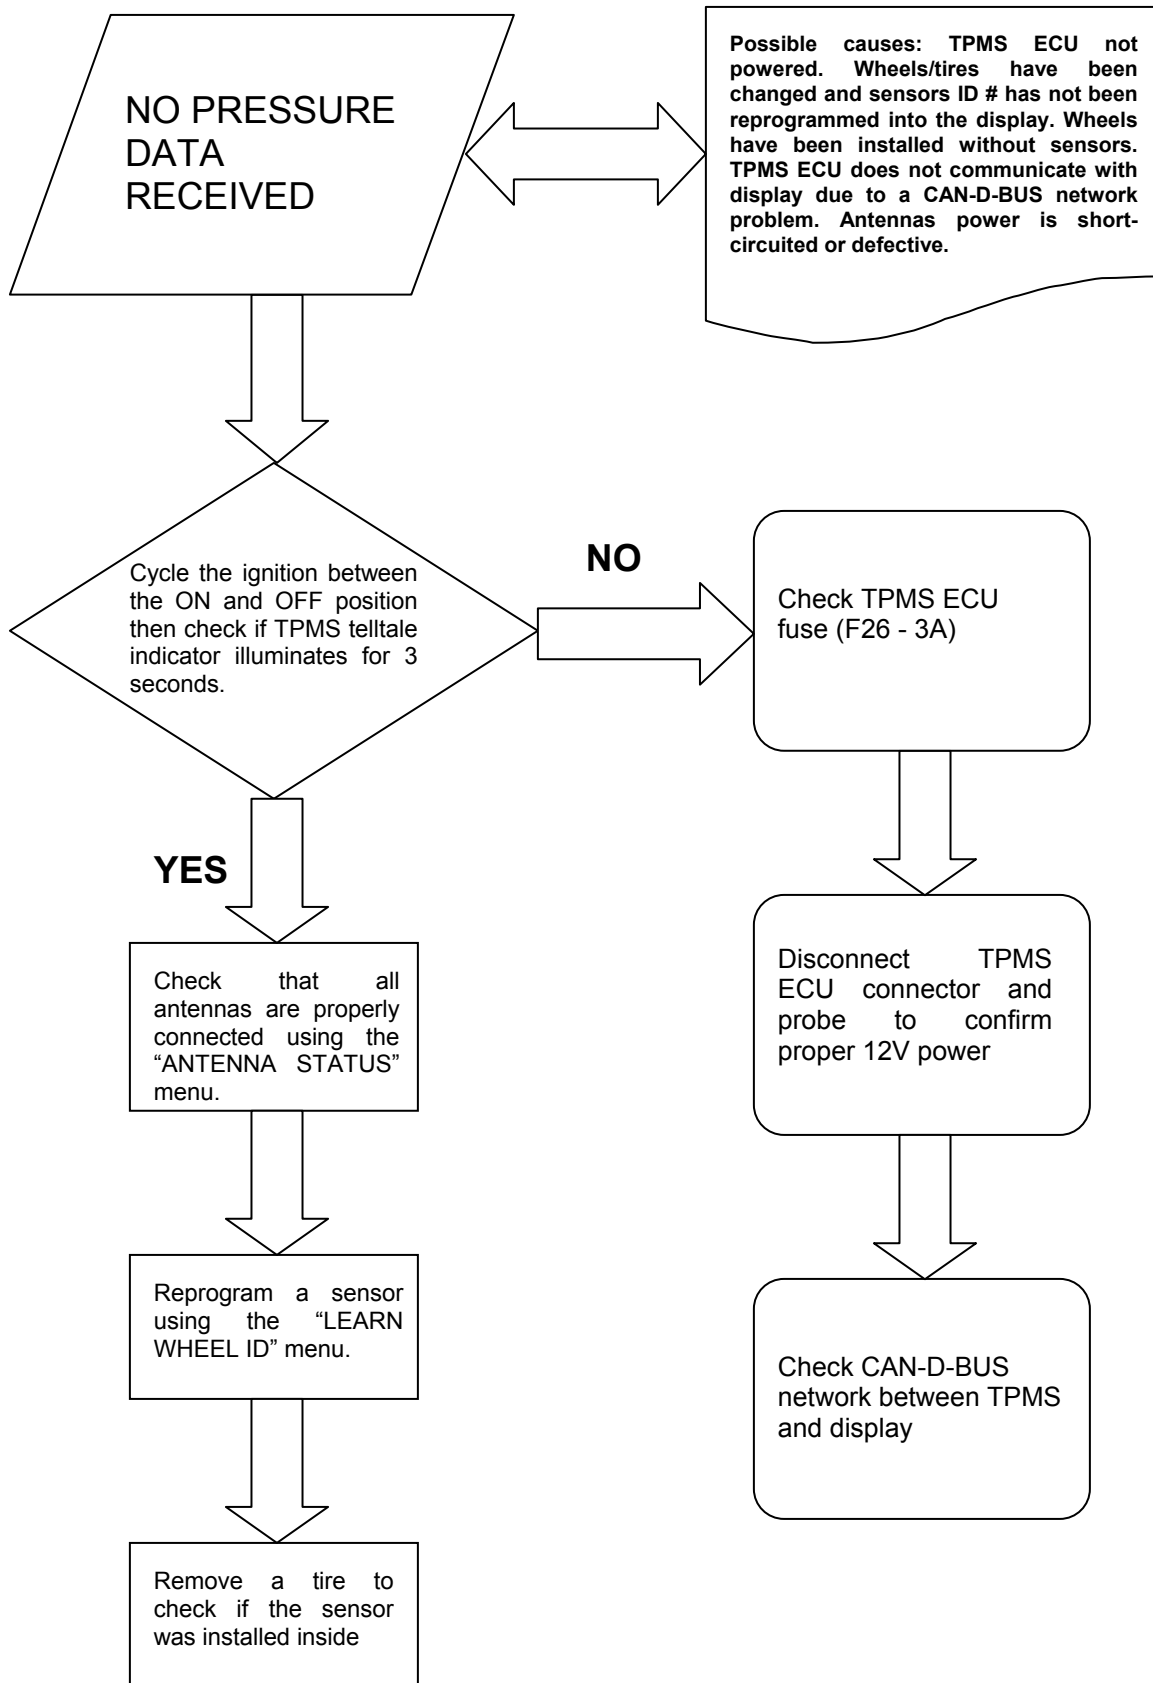 NO PRESSURE
DATA
RECEIVED
Possible causes: TPMS ECU not
powered. Wheels/tires have been
changed and sensors ID # has not been
reprogrammed into the display. Wheels
have been installed without sensors.
TPMS ECU does not communicate with
display due to a CAN-D-BUS network
problem. Antennas power is short-
circuited or defective.
Cycle the ignition between
the ON and OFF position
then check if TPMS telltale
indicator illuminates for 3
seconds.
NO
Check TPMS ECU
fuse (F26 - 3A)
YES
Check that all
antennas are properly
connected using the
“ANTENNA STATUS”
menu.
Disconnect TPMS
ECU connector and
probe to confirm
proper 12V power
Reprogram a sensor
using the “LEARN
WHEEL ID” menu.
Check CAN-D-BUS
network between TPMS
and display
Remove a tire to
check if the sensor
was installed inside